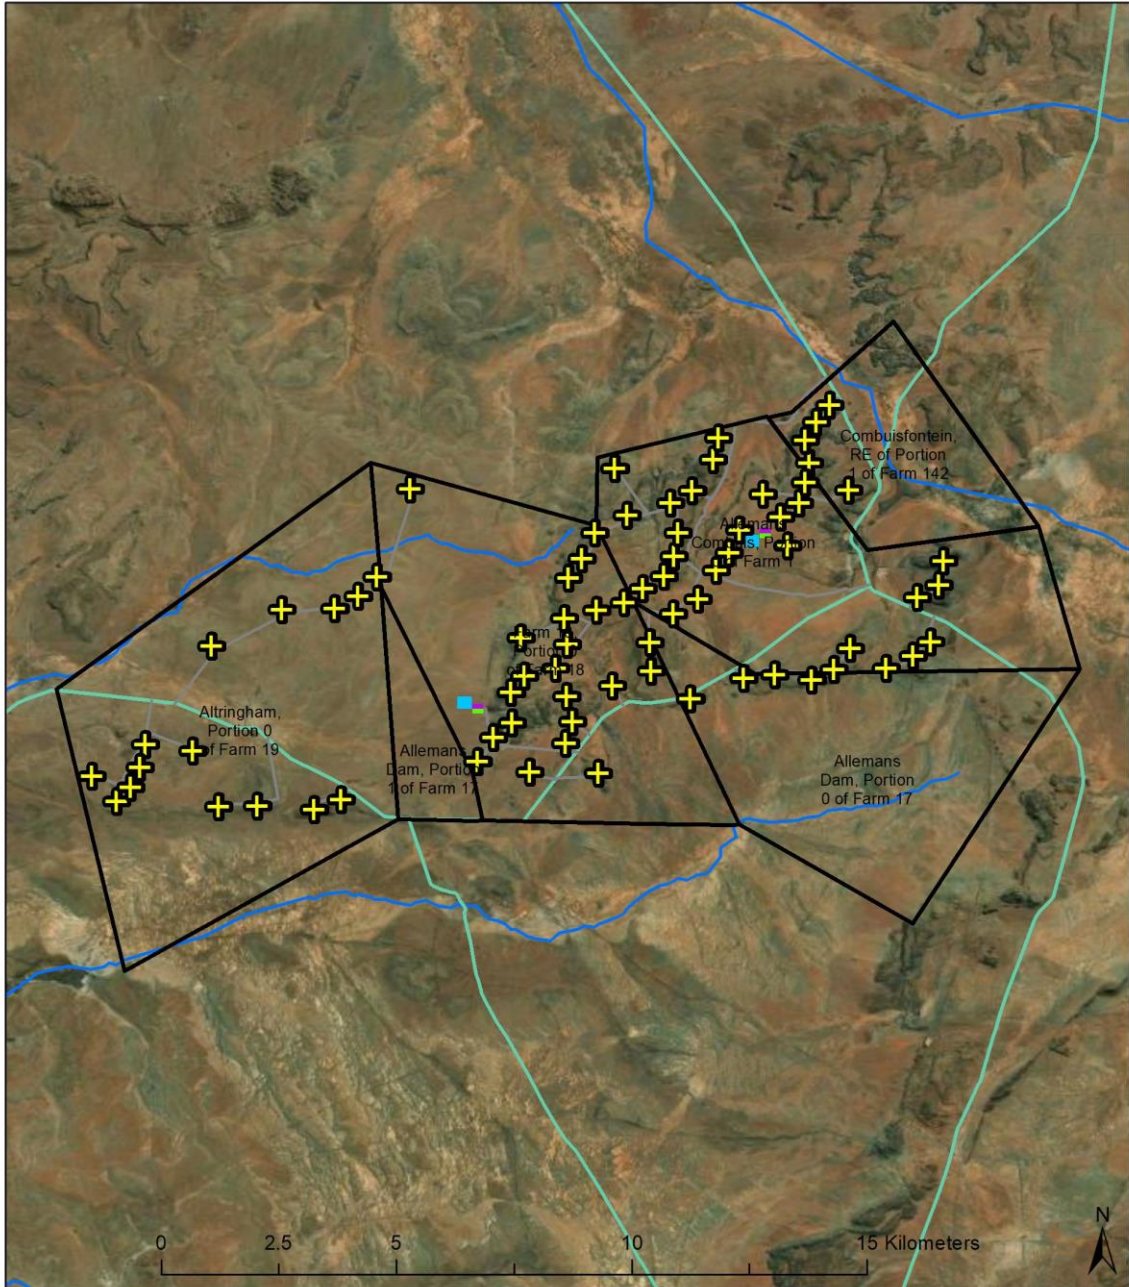 Combuisfontein,
RE of Portion
1 of Farm 142
Allemans
Portion
Farm 1
Portion
18
Altringham,
Portion 0
of Farm 19
Allemans
Dam, Portion
1 of Farm 17
Allemans
Dam, Portion
0 of Farm 17
N
0 2.5 5 10 15 Kilometers